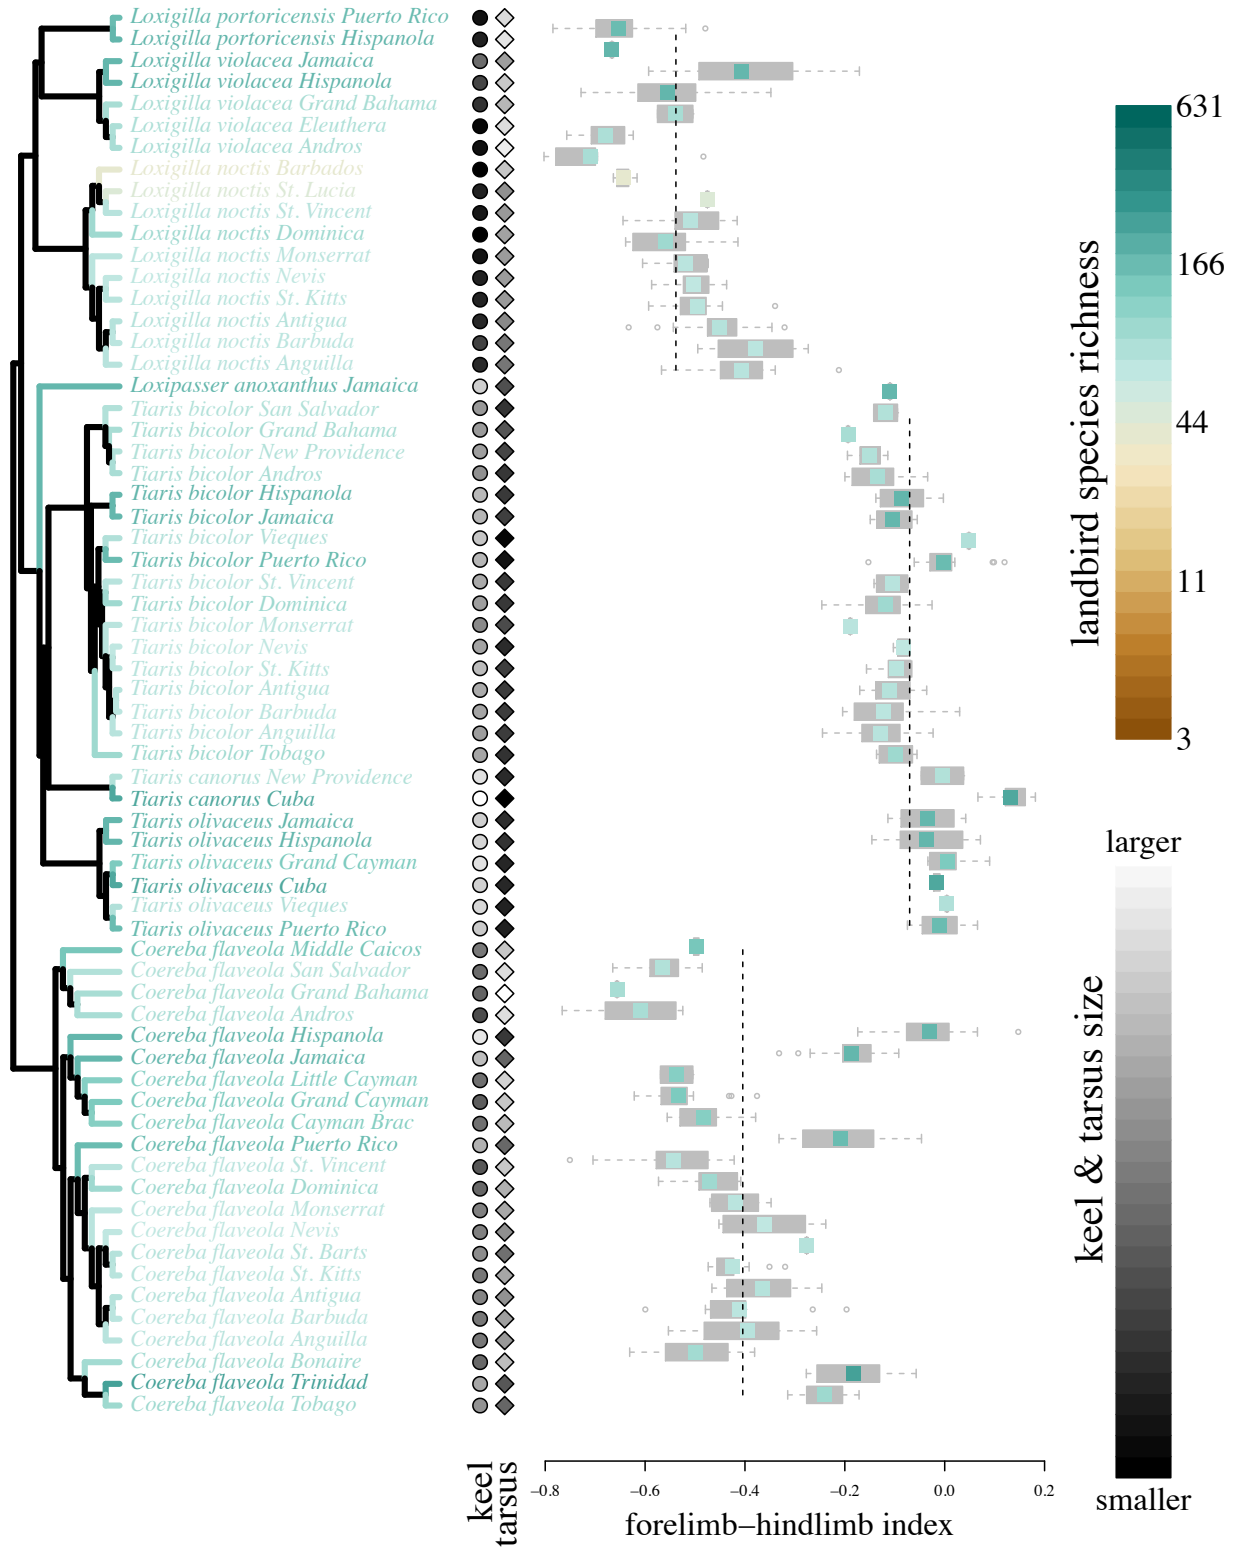 Loxigilla portoricensis Puerto Rico
Loxigilla portoricensis Hispanola
Loxigilla violacea Jamaica
Loxigilla violacea Hispanola
Loxigilla violacea Grand Bahama
Loxigilla violacea Eleuthera
Loxigilla violacea Andros
Loxigilla noctis Barbados
Loxigilla noctis St. Lucia
Loxigilla noctis St. Vincent
Loxigilla noctis Dominica
Loxigilla noctis Monserrat
Loxigilla noctis Nevis
Loxigilla noctis St. Kitts
Loxigilla noctis Antigua
Loxigilla noctis Barbuda
Loxigilla noctis Anguilla
Loxipasser anoxanthus Jamaica
Tiaris bicolor San Salvador
Tiaris bicolor Grand Bahama
Tiaris bicolor New Providence
Tiaris bicolor Andros
Tiaris bicolor Hispanola
Tiaris bicolor Jamaica
Tiaris bicolor Vieques
Tiaris bicolor Puerto Rico
Tiaris bicolor St. Vincent
Tiaris bicolor Dominica
Tiaris bicolor Monserrat
Tiaris bicolor Nevis
Tiaris bicolor St. Kitts
Tiaris bicolor Antigua
Tiaris bicolor Barbuda
Tiaris bicolor Anguilla
Tiaris bicolor Tobago
Tiaris canorus New Providence
Tiaris canorus Cuba
Tiaris olivaceus Jamaica
Tiaris olivaceus Hispanola
Tiaris olivaceus Grand Cayman
Tiaris olivaceus Cuba
Tiaris olivaceus Vieques
Tiaris olivaceus Puerto Rico
Coereba flaveola Middle Caicos
Coereba flaveola San Salvador
Coereba flaveola Grand Bahama
Coereba flaveola Andros
Coereba flaveola Hispanola
Coereba flaveola Jamaica
Coereba flaveola Little Cayman
Coereba flaveola Grand Cayman
Coereba flaveola Cayman Brac
Coereba flaveola Puerto Rico
Coereba flaveola St. Vincent
Coereba flaveola Dominica
Coereba flaveola Monserrat
Coereba flaveola Nevis
Coereba flaveola St. Barts
Coereba flaveola St. Kitts
Coereba flaveola Antigua
Coereba flaveola Barbuda
Coereba flaveola Anguilla
Coereba flaveola Bonaire
Coereba flaveola Trinidad
Coereba flaveola Tobago
keel
tarsus
−0.8 −0.6 −0.4 −0.2 0.0 0.2
forelimb−hindlimb index
landbird species richness
631
166
44
11
3
larger
keel & tarsus size
smaller